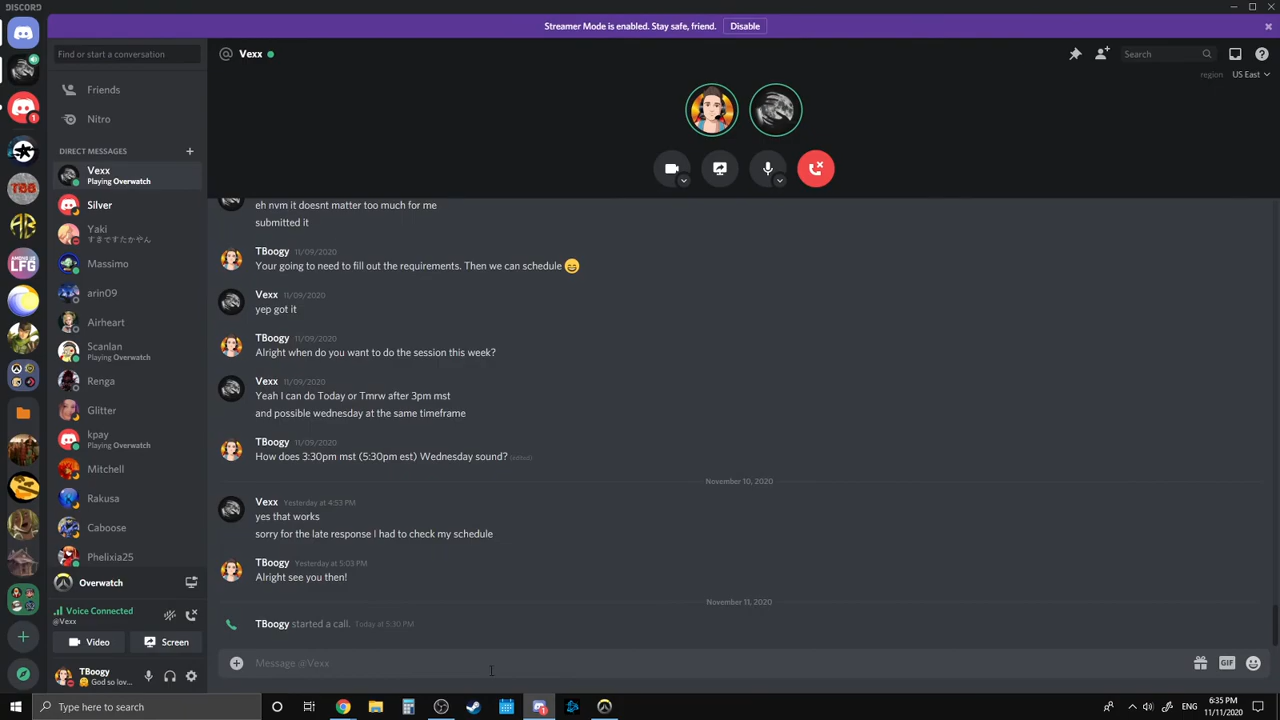 DISCORD
Streamer Mode is enabled. Stay safe, friend.
Disable
Find or start a conversation
Friends
Nitro
DIRECT MESSAGES
Vexx
Playing Overwatch
Silver
Yaki
すきですたかやん
Massimo
arin09
Airheart
Scanlan
Playing Overwatch
Renga
Glitter
kpay
Playing Overwatch
Mitchell
Rakusa
Caboose
Phelixia25
Overwatch
Voice Connected
@Vexx
Video
Screen
TBoogy
God so lov...
1
TBB
AMONG US
LFG
@ Vexx
Search
region US East
eh nvm it doesnt matter too much for me
submitted it
TBoogy 11/09/2020
Your going to need to fill out the requirements. Then we can schedule 😄
Vexx 11/09/2020
yep got it
TBoogy 11/09/2020
Alright when do you want to do the session this week?
Vexx 11/09/2020
Yeah I can do Today or Tmrw after 3pm mst
and possible wednesday at the same timeframe
TBoogy 11/09/2020
How does 3:30pm mst (5:30pm est) Wednesday sound? (edited)
November 10, 2020
Vexx Yesterday at 4:53 PM
yes that works
sorry for the late response I had to check my schedule
TBoogy Yesterday at 5:03 PM
Alright see you then!
November 11, 2020
TBoogy started a call. Today at 5:30 PM
Message @Vexx
GIF
Type here to search
ENG
6:35 PM
11/11/2020